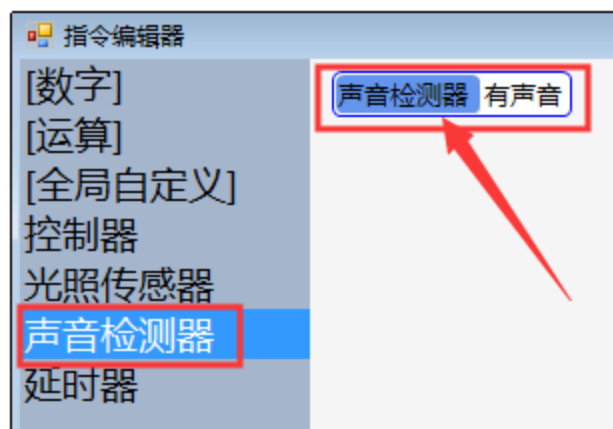 指令编辑器
[数字]
[运算]
[全局自定义]
控制器
光照传感器
声音检测器
延时器
声音检测器 有声音